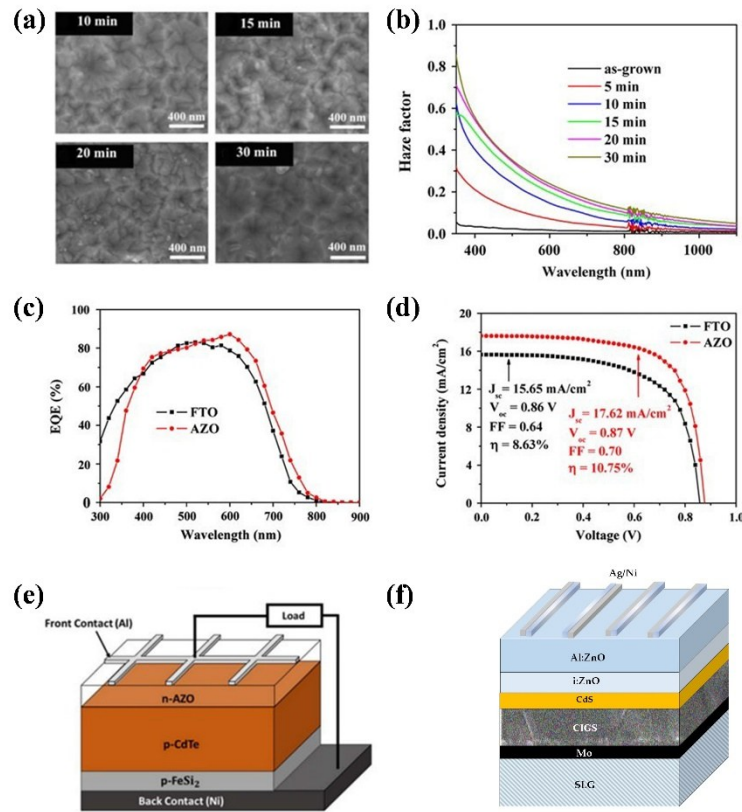 (a)
10 min
400 nm
15 min
400 nm
20 min
400 nm
30 min
400 nm
(b)
1.0
0.8
0.6
0.4
0.2
0.0
Haze factor
as-grown
5 min
10 min
15 min
20 min
30 min
400
600
800
1000
Wavelength (nm)
(c)
100
80
60
40
20
0
EQE (%)
FTO
AZO
300
400
500
600
700
800
900
Wavelength (nm)
(d)
20
16
12
8
4
0
Current density (mA/cm²)
FTO
AZO
Jsc = 15.65 mA/cm²
Voc = 0.86 V
FF = 0.64
η = 8.63%
Jsc = 17.62 mA/cm²
Voc = 0.87 V
FF = 0.70
η = 10.75%
0.0
0.2
0.4
0.6
0.8
1.0
Voltage (V)
(e)
Load
Front Contact (Al)
n-AZO
p-CdTe
p-FeSi₂
Back Contact (Ni)
(f)
Ag/Ni
Al:ZnO
i:ZnO
CdS
CIGS
Mo
SLG